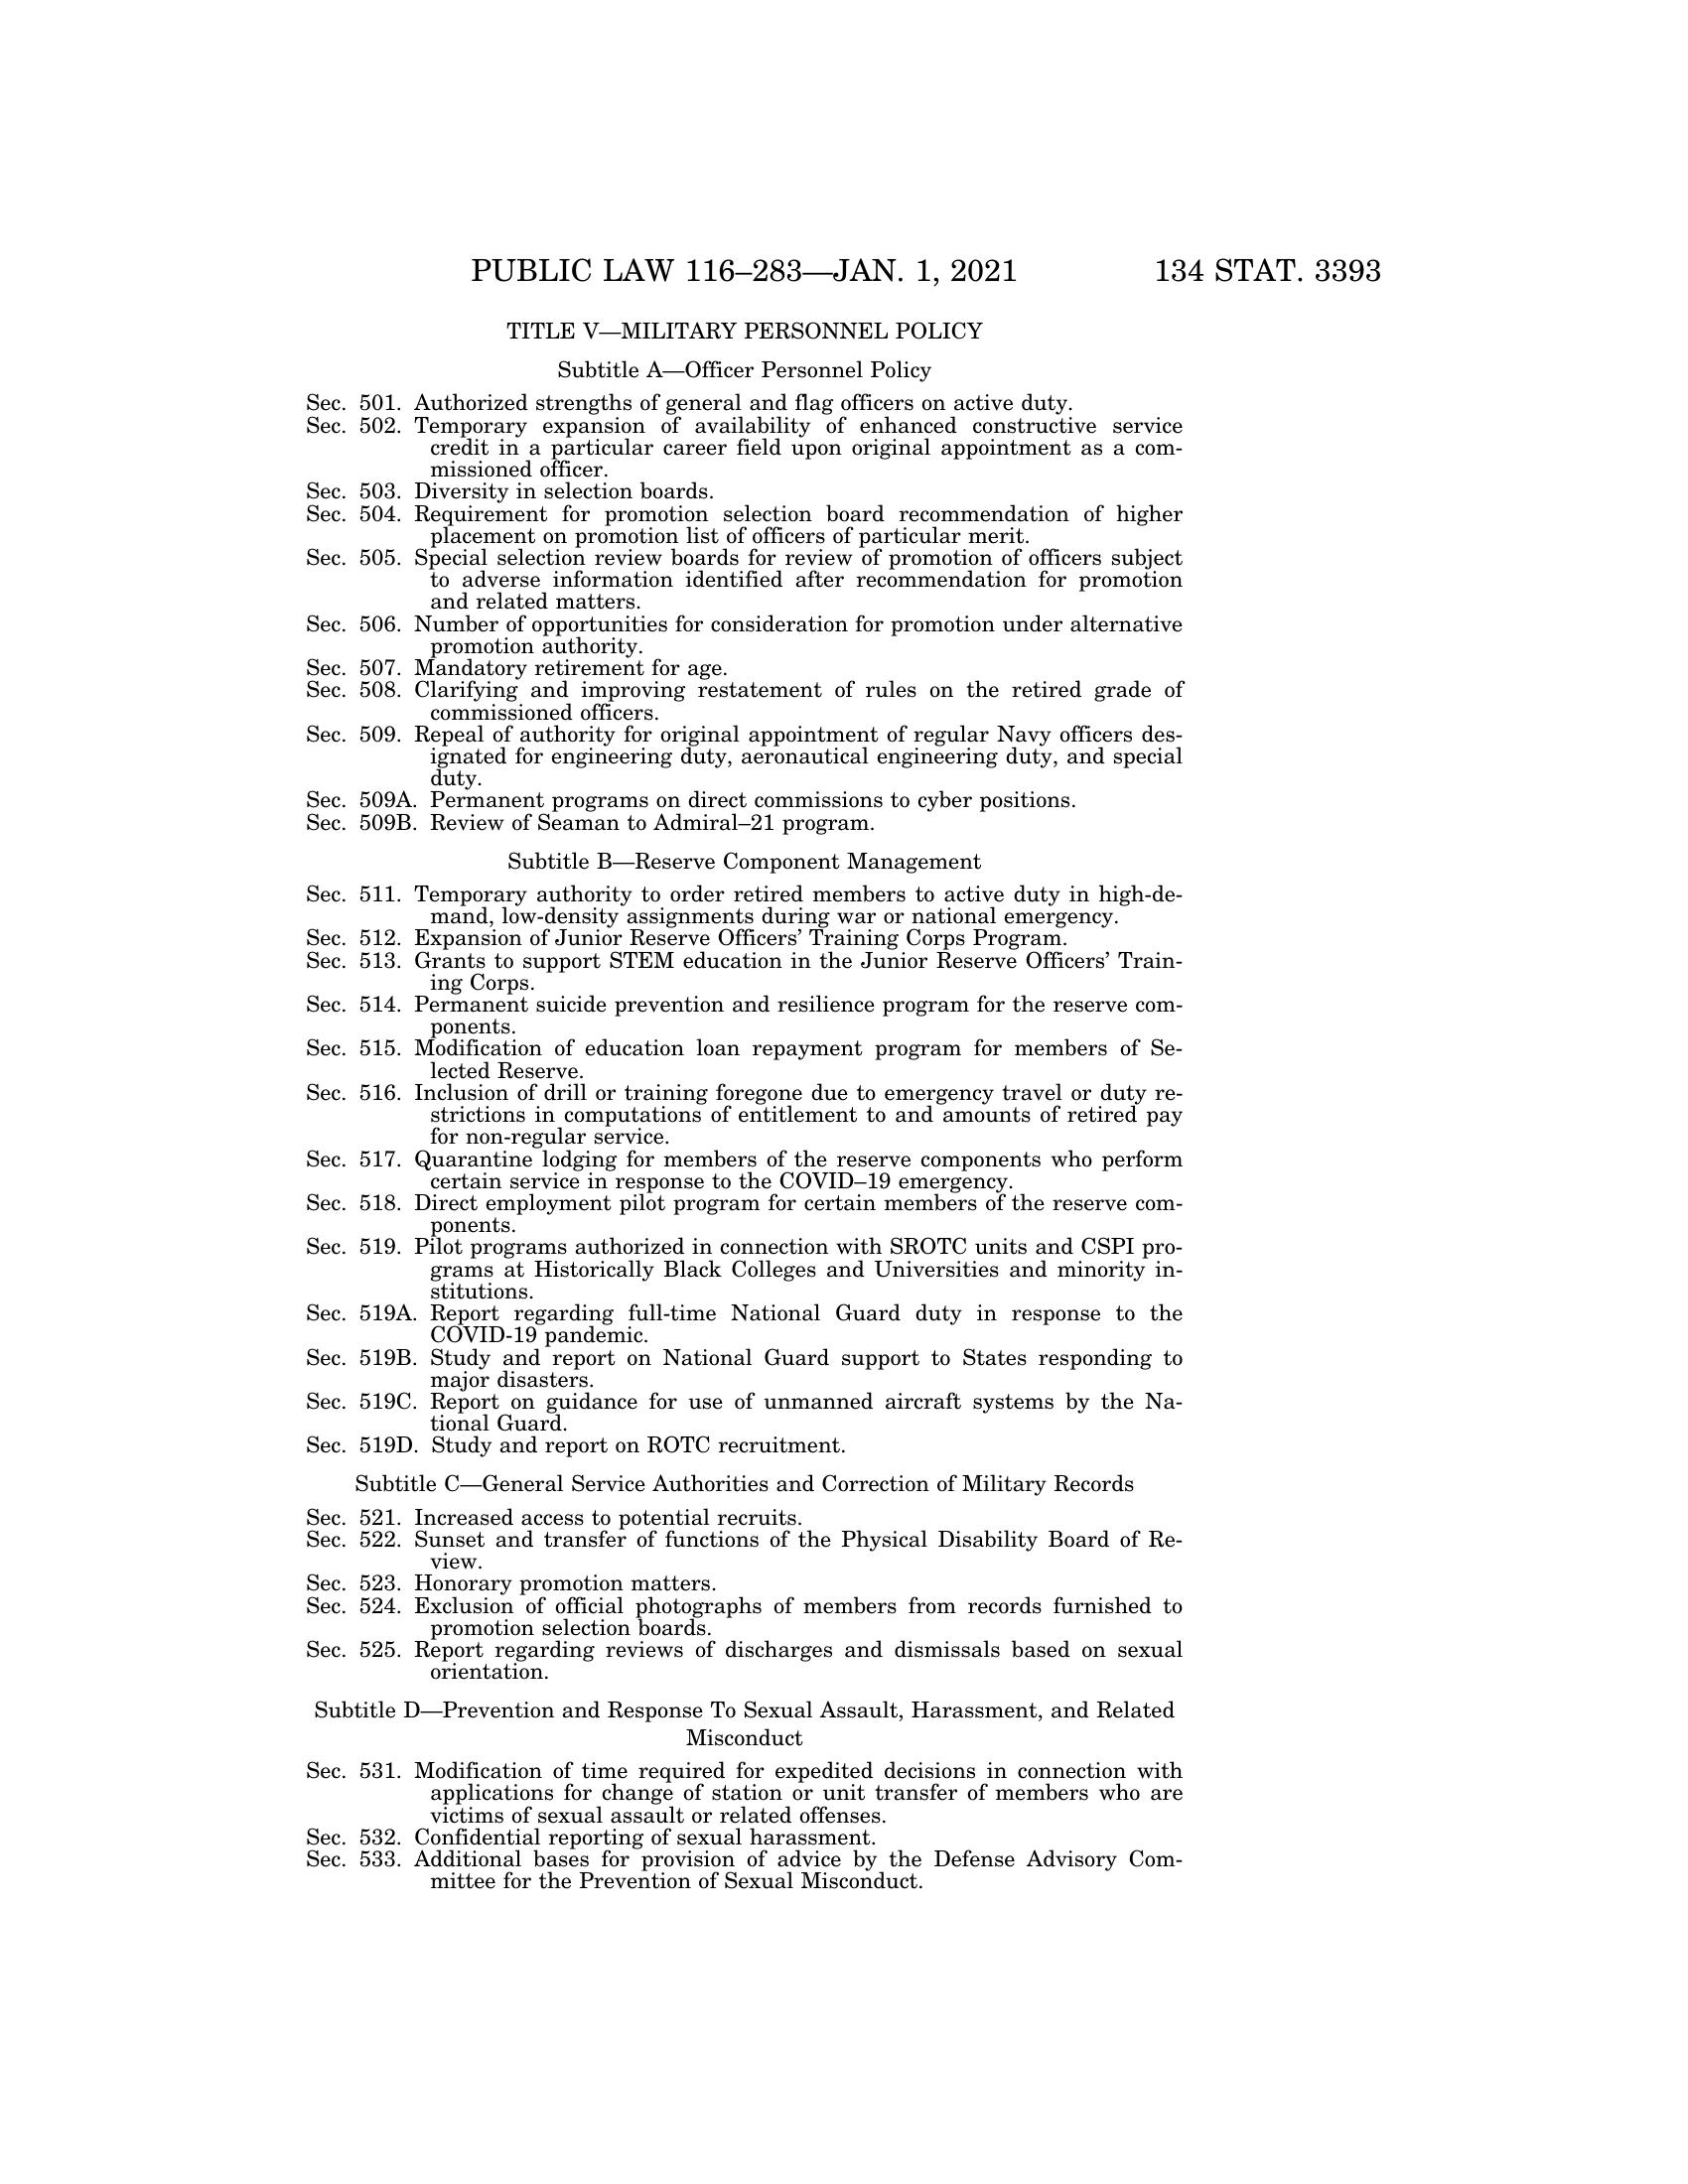 PUBLIC LAW 116–283—JAN. 1, 2021 134 STAT. 3393
TITLE V—MILITARY PERSONNEL POLICY
Subtitle A—Officer Personnel Policy
Sec. 501. Authorized strengths of general and flag officers on active duty.
Sec. 502. Temporary expansion of availability of enhanced constructive service
credit in a particular career field upon original appointment as a com-
missioned officer.
Sec. 503. Diversity in selection boards.
Sec. 504. Requirement for promotion selection board recommendation of higher
placement on promotion list of officers of particular merit.
Sec. 505. Special selection review boards for review of promotion of officers subject
to adverse information identified after recommendation for promotion
and related matters.
Sec. 506. Number of opportunities for consideration for promotion under alternative
promotion authority.
Sec. 507. Mandatory retirement for age.
Sec. 508. Clarifying and improving restatement of rules on the retired grade of
commissioned officers.
Sec. 509. Repeal of authority for original appointment of regular Navy officers des-
ignated for engineering duty, aeronautical engineering duty, and special
duty.
Sec. 509A. Permanent programs on direct commissions to cyber positions.
Sec. 509B. Review of Seaman to Admiral–21 program.
Subtitle B—Reserve Component Management
Sec. 511. Temporary authority to order retired members to active duty in high-de-
mand, low-density assignments during war or national emergency.
Sec. 512. Expansion of Junior Reserve Officers’ Training Corps Program.
Sec. 513. Grants to support STEM education in the Junior Reserve Officers’ Train-
ing Corps.
Sec. 514. Permanent suicide prevention and resilience program for the reserve com-
ponents.
Sec. 515. Modification of education loan repayment program for members of Se-
lected Reserve.
Sec. 516. Inclusion of drill or training foregone due to emergency travel or duty re-
strictions in computations of entitlement to and amounts of retired pay
for non-regular service.
Sec. 517. Quarantine lodging for members of the reserve components who perform
certain service in response to the COVID–19 emergency.
Sec. 518. Direct employment pilot program for certain members of the reserve com-
ponents.
Sec. 519. Pilot programs authorized in connection with SROTC units and CSPI pro-
grams at Historically Black Colleges and Universities and minority in-
stitutions.
Sec. 519A. Report regarding full-time National Guard duty in response to the
COVID-19 pandemic.
Sec. 519B. Study and report on National Guard support to States responding to
major disasters.
Sec. 519C. Report on guidance for use of unmanned aircraft systems by the Na-
tional Guard.
Sec. 519D. Study and report on ROTC recruitment.
Subtitle C—General Service Authorities and Correction of Military Records
Sec. 521. Increased access to potential recruits.
Sec. 522. Sunset and transfer of functions of the Physical Disability Board of Re-
view.
Sec. 523. Honorary promotion matters.
Sec. 524. Exclusion of official photographs of members from records furnished to
promotion selection boards.
Sec. 525. Report regarding reviews of discharges and dismissals based on sexual
orientation.
Subtitle D—Prevention and Response To Sexual Assault, Harassment, and Related
Misconduct
Sec. 531. Modification of time required for expedited decisions in connection with
applications for change of station or unit transfer of members who are
victims of sexual assault or related offenses.
Sec. 532. Confidential reporting of sexual harassment.
Sec. 533. Additional bases for provision of advice by the Defense Advisory Com-
mittee for the Prevention of Sexual Misconduct.